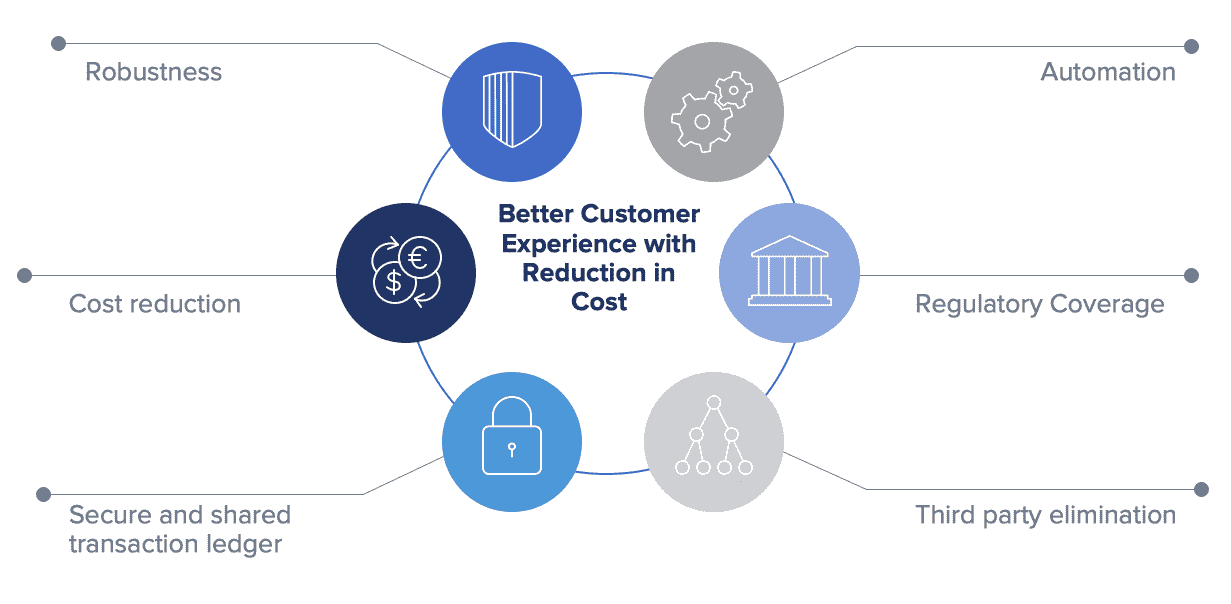 Robustness
Automation
Better Customer
Experience with
Reduction in
Cost
€
$
Cost reduction
Regulatory Coverage
Secure and shared
transaction ledger
Third party elimination